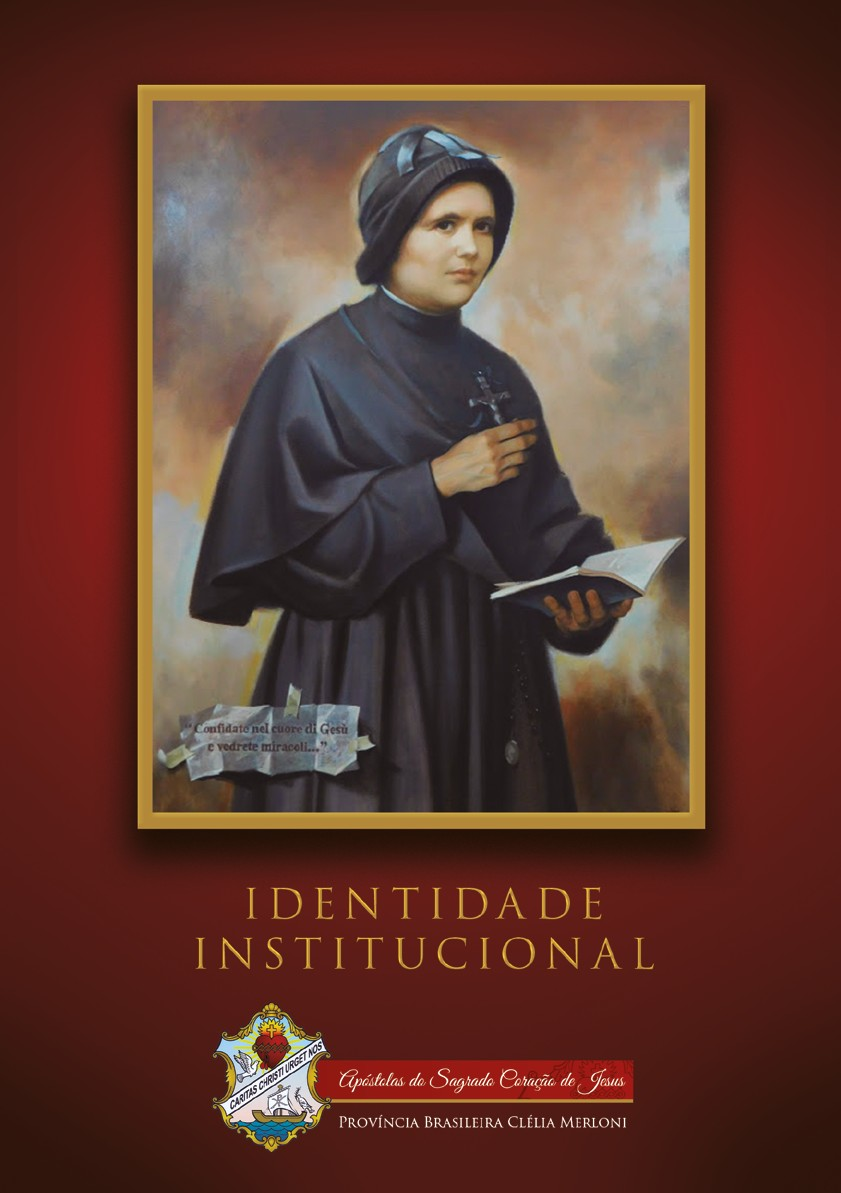 “Confidate nel cuore di Gesù
e vedrete miracoli...”
IDENTIDADE
INSTITUCIONAL
CARITAS CHRISTI URGET NOS
Apóstolas do Sagrado Coração de Jesus
PROVÍNCIA BRASILEIRA CLÉLIA MERLONI